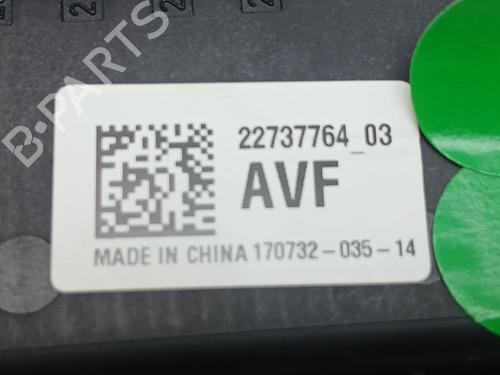 B-PARTS
22737764_03
AVF
MADE IN CHINA 170732-035-14